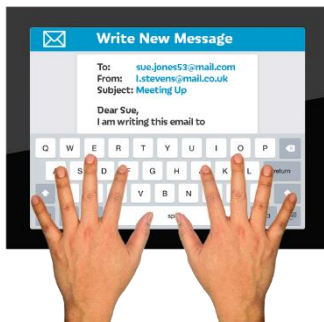 Write New Message
To: sue.jones53@mail.com
From: l.stevens@mail.co.uk
Subject: Meeting Up
Dear Sue,
I am writing this email to
Q W E R T Y U I O P
A S D F G H K L return
V B N